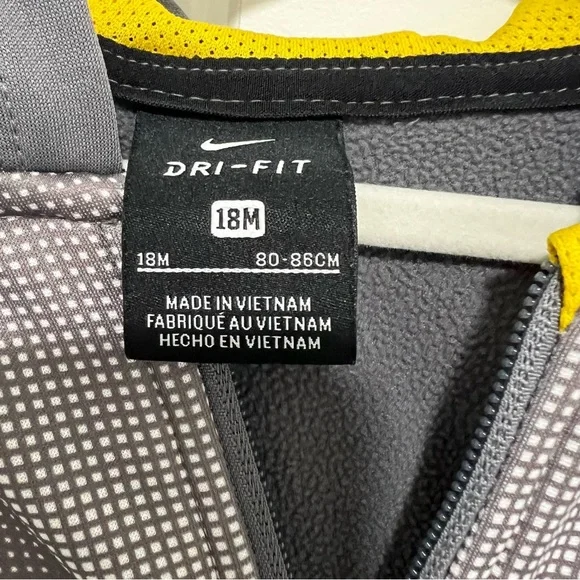 DRI-FIT
18M
18M 80-86CM
MADE IN VIETNAM
FABRIQUÉ AU VIETNAM
HECHO EN VIETNAM